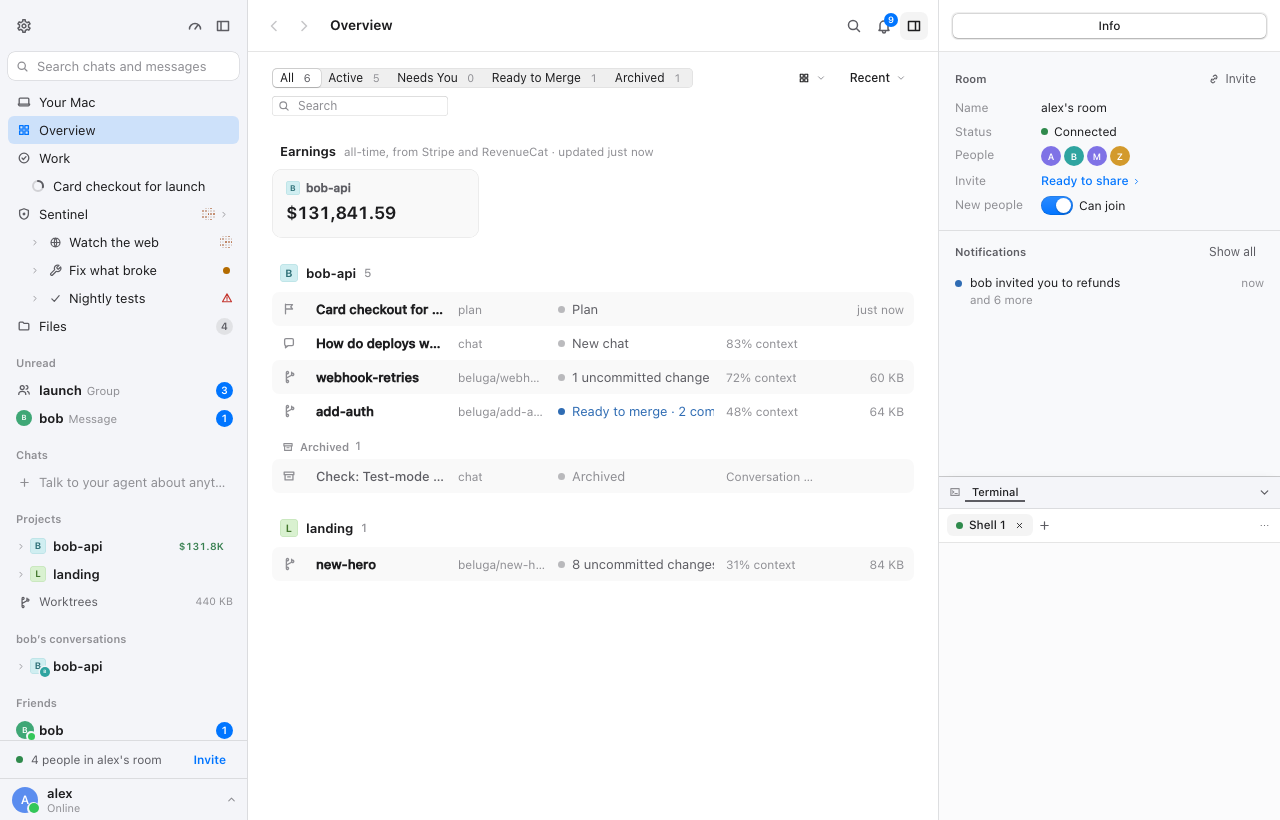 Search chats and messages
Your Mac
Overview
Work
Card checkout for launch
Sentinel
Watch the web
Fix what broke
Nightly tests
Files 4
Unread
launch Group 3
B bob Message 1
Chats
Talk to your agent about anyt...
Projects
B bob-api $131.8K
L landing
Worktrees 440 KB
bob's conversations
B bob-api
Friends
B bob 1
4 people in alex's room Invite
A alex
Online
Overview
9
All 6 Active 5 Needs You 0 Ready to Merge 1 Archived 1
Recent
Search
Earnings all-time, from Stripe and RevenueCat · updated just now
B bob-api
$131,841.59
B bob-api 5
Card checkout for ... plan Plan just now
How do deploys w... chat New chat 83% context
webhook-retries beluga/webh... 1 uncommitted change 72% context 60 KB
add-auth beluga/add-a... Ready to merge · 2 com 48% context 64 KB
Archived 1
Check: Test-mode ... chat Archived Conversation ...
L landing 1
new-hero beluga/new-h... 8 uncommitted changes 31% context 84 KB
Info
Room Invite
Name alex's room
Status Connected
People A B M Z
Invite Ready to share ›
New people Can join
Notifications Show all
bob invited you to refunds now
and 6 more
Terminal
Shell 1 × +
...